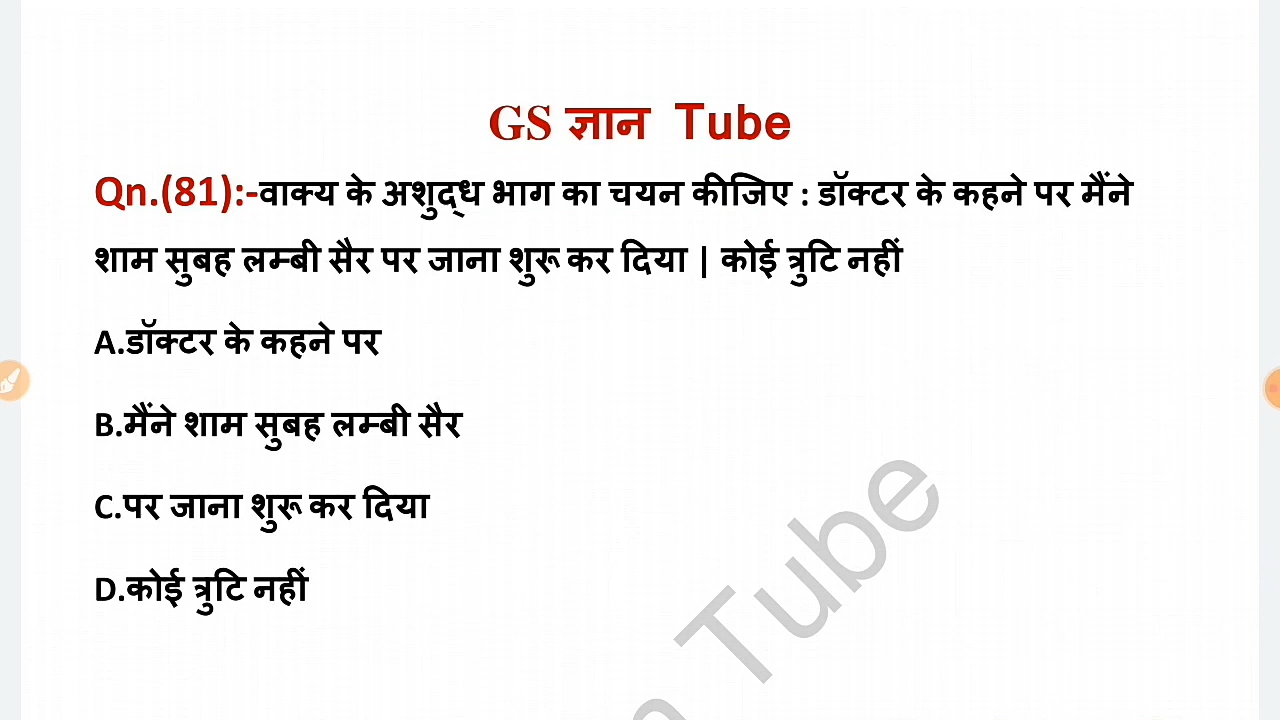 GS ज्ञान Tube
Qn.(81):-वाक्य के अशुद्ध भाग का चयन कीजिए : डॉक्टर के कहने पर मैंने
शाम सुबह लम्बी सैर पर जाना शुरू कर दिया | कोई त्रुटि नहीं
A.डॉक्टर के कहने पर
B.मैंने शाम सुबह लम्बी सैर
C.पर जाना शुरू कर दिया
D.कोई त्रुटि नहीं
Tube